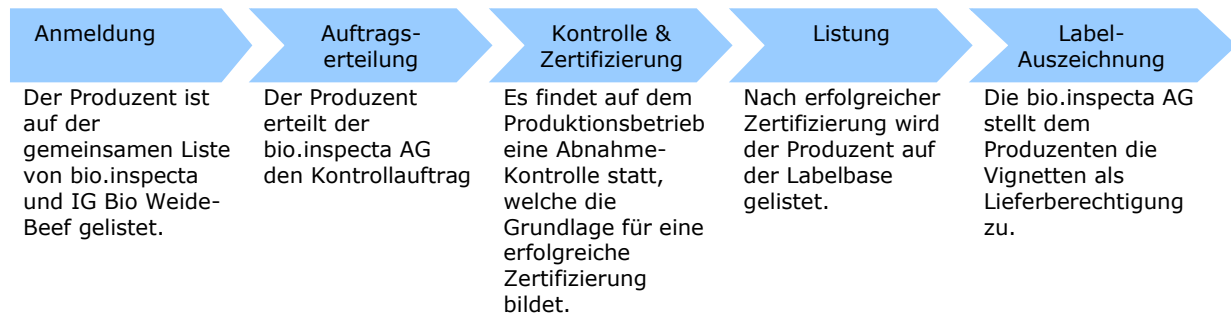 Anmeldung
Der Produzent ist
auf der
gemeinsamen Liste
von bio.inspecta
und IG Bio Weide-
Beef gelistet.
Auftrags-
erteilung
Der Produzent
erteilt der
bio.inspecta AG
den Kontrollauftrag
Kontrolle &
Zertifizierung
Es findet auf dem
Produktionsbetrieb
eine Abnahme-
Kontrolle statt,
welche die
Grundlage für eine
erfolgreiche
Zertifizierung
bildet.
Listung
Nach erfolgreicher
Zertifizierung wird
der Produzent auf
der Labelbase
gelistet.
Label-
Auszeichnung
Die bio.inspecta AG
stellt dem
Produzenten die
Vignetten als
Lieferberechtigung
zu.